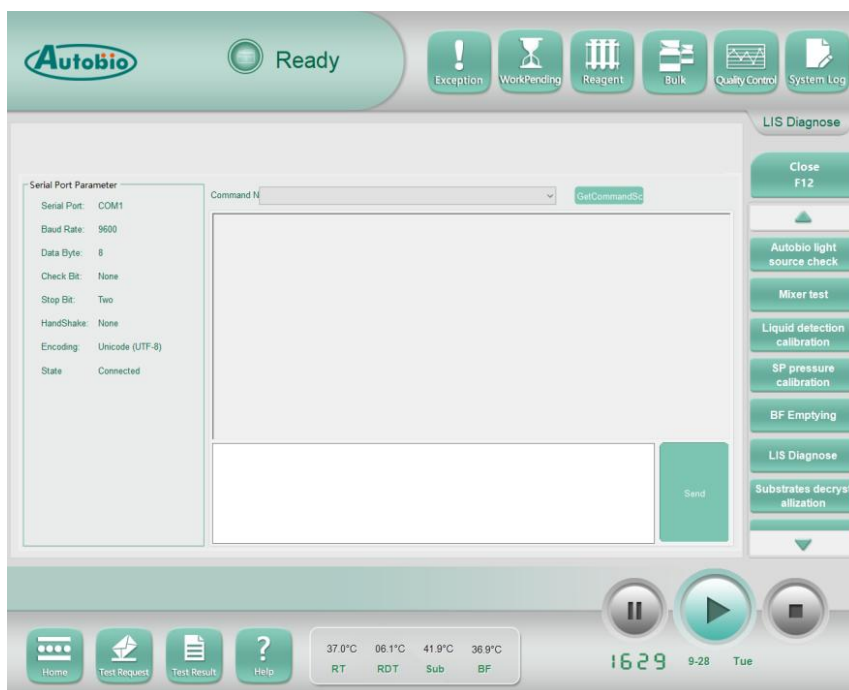 Autobio
Ready
Exception
WorkPending
Reagent
Bulk
Quality Control
System Log
LIS Diagnose
Close
F12
Serial Port Parameter
Serial Port: COM1
Baud Rate: 9600
Data Byte: 8
Check Bit: None
Stop Bit: Two
HandShake: None
Encoding: Unicode (UTF-8)
State Connected
Command N
GetCommandSc
Send
Autobio light
source check
Mixer test
Liquid detection
calibration
SP pressure
calibration
BF Emptying
LIS Diagnose
Substrates decryst
allization
Home
Test Request
Test Result
Help
37.0°C 06.1°C 41.9°C 36.9°C
RT RDT Sub BF
1629 9-28 Tue